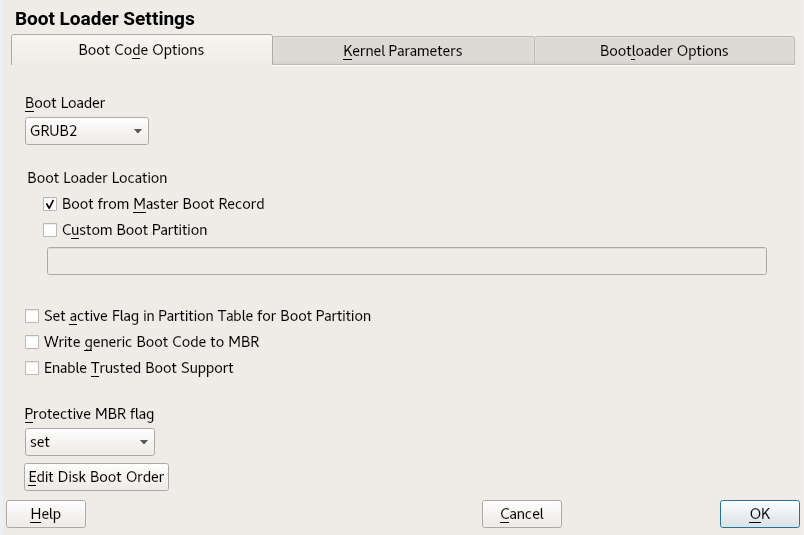 Boot Loader Settings
Boot Code Options Kernel Parameters Bootloader Options
Boot Loader
GRUB2
Boot Loader Location
Boot from Master Boot Record
Custom Boot Partition
Set active Flag in Partition Table for Boot Partition
Write generic Boot Code to MBR
Enable Trusted Boot Support
Protective MBR flag
set
Edit Disk Boot Order
Help Cancel OK